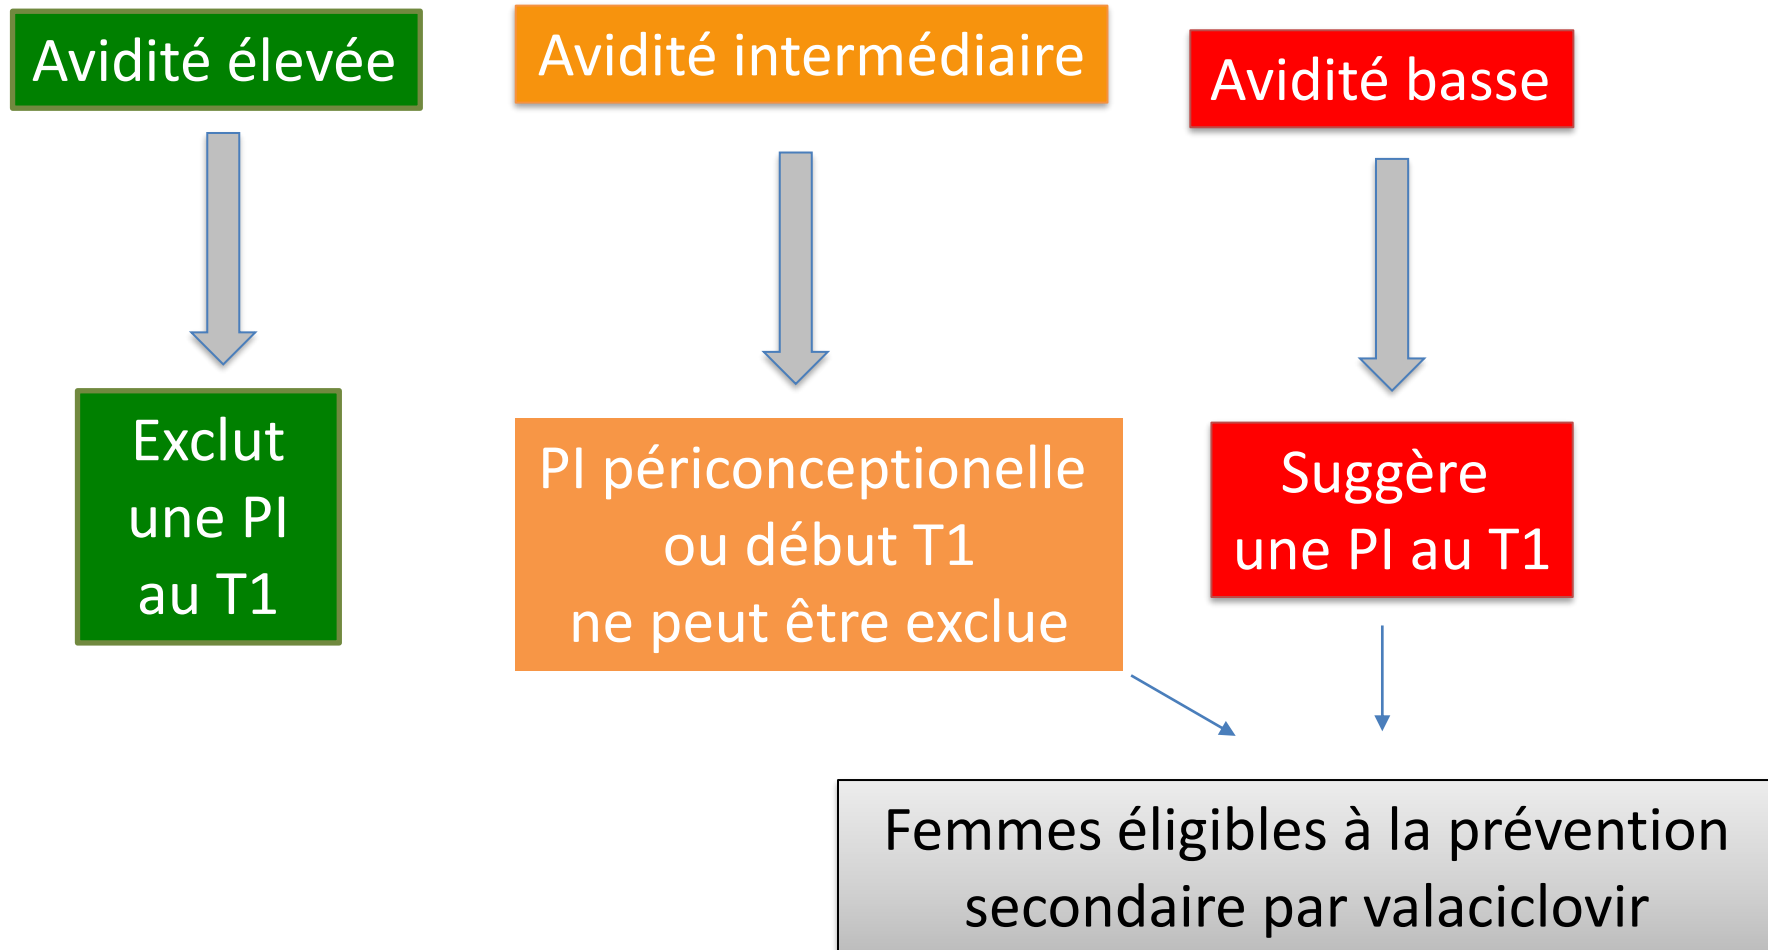 Avidité élevée
Avidité intermédiaire
Avidité basse
Exclut
une PI
au T1
PI périconceptionelle
ou début T1
ne peut être exclue
Suggère
une PI au T1
Femmes éligibles à la prévention
secondaire par valaciclovir